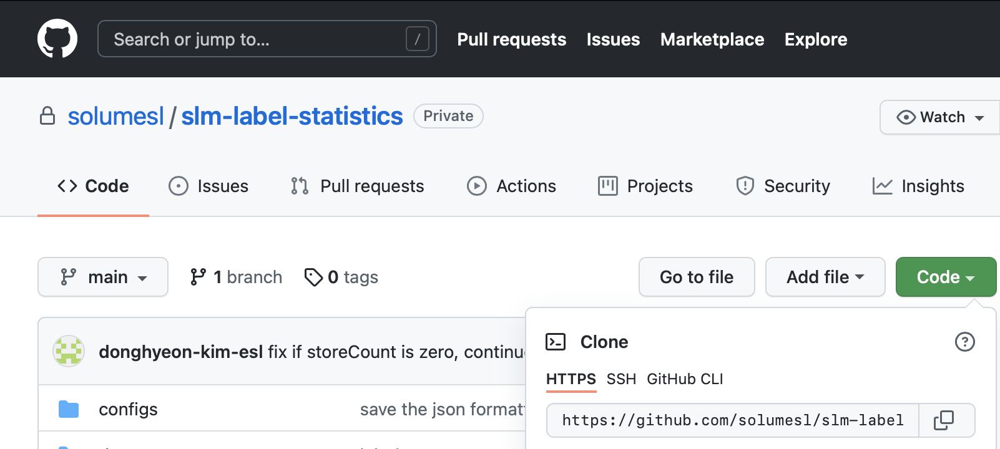 Search or jump to... / Pull requests Issues Marketplace Explore
solumesl / slm-label-statistics Private Watch
Code Issues Pull requests Actions Projects Security Insights
main 1 branch 0 tags Go to file Add file Code
donghyeon-kim-esl fix if storeCount is zero,
Clone
HTTPS SSH GitHub CLI
configs save the json
https://github.com/solumesl/slm-label